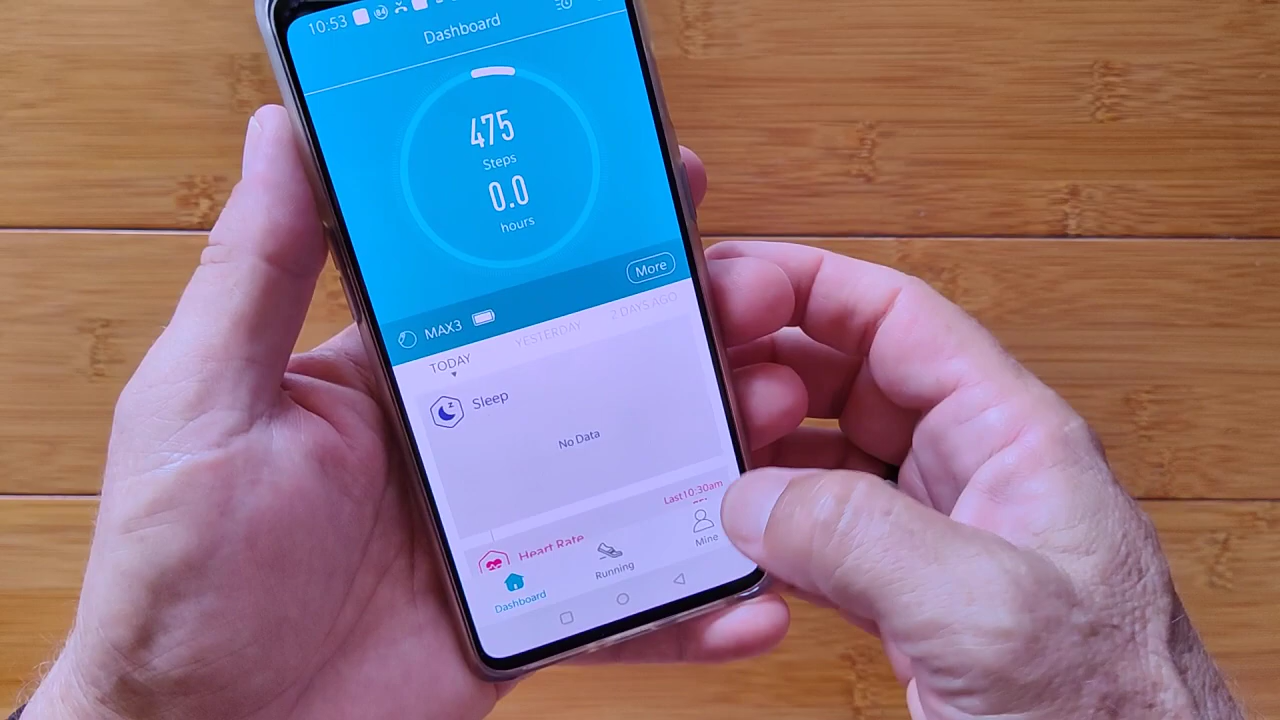 10:53 84
Dashboard
475
Steps
0.0
hours
More
MAX3
TODAY YESTERDAY 2 DAYS AGO
Sleep
No Data
Last10:30am
Heart Rate
Dashboard Running Mine